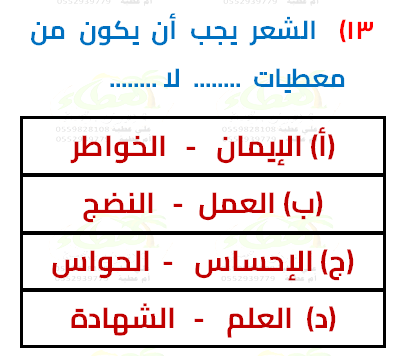 ١٣) الشعر يجب أن يكون من
معطيات ........ لا ........
(أ) الإيمان - الخواطر
(ب) العمل - النضج
(ج) الإحساس - الحواس
(د) العلم - الشهادة